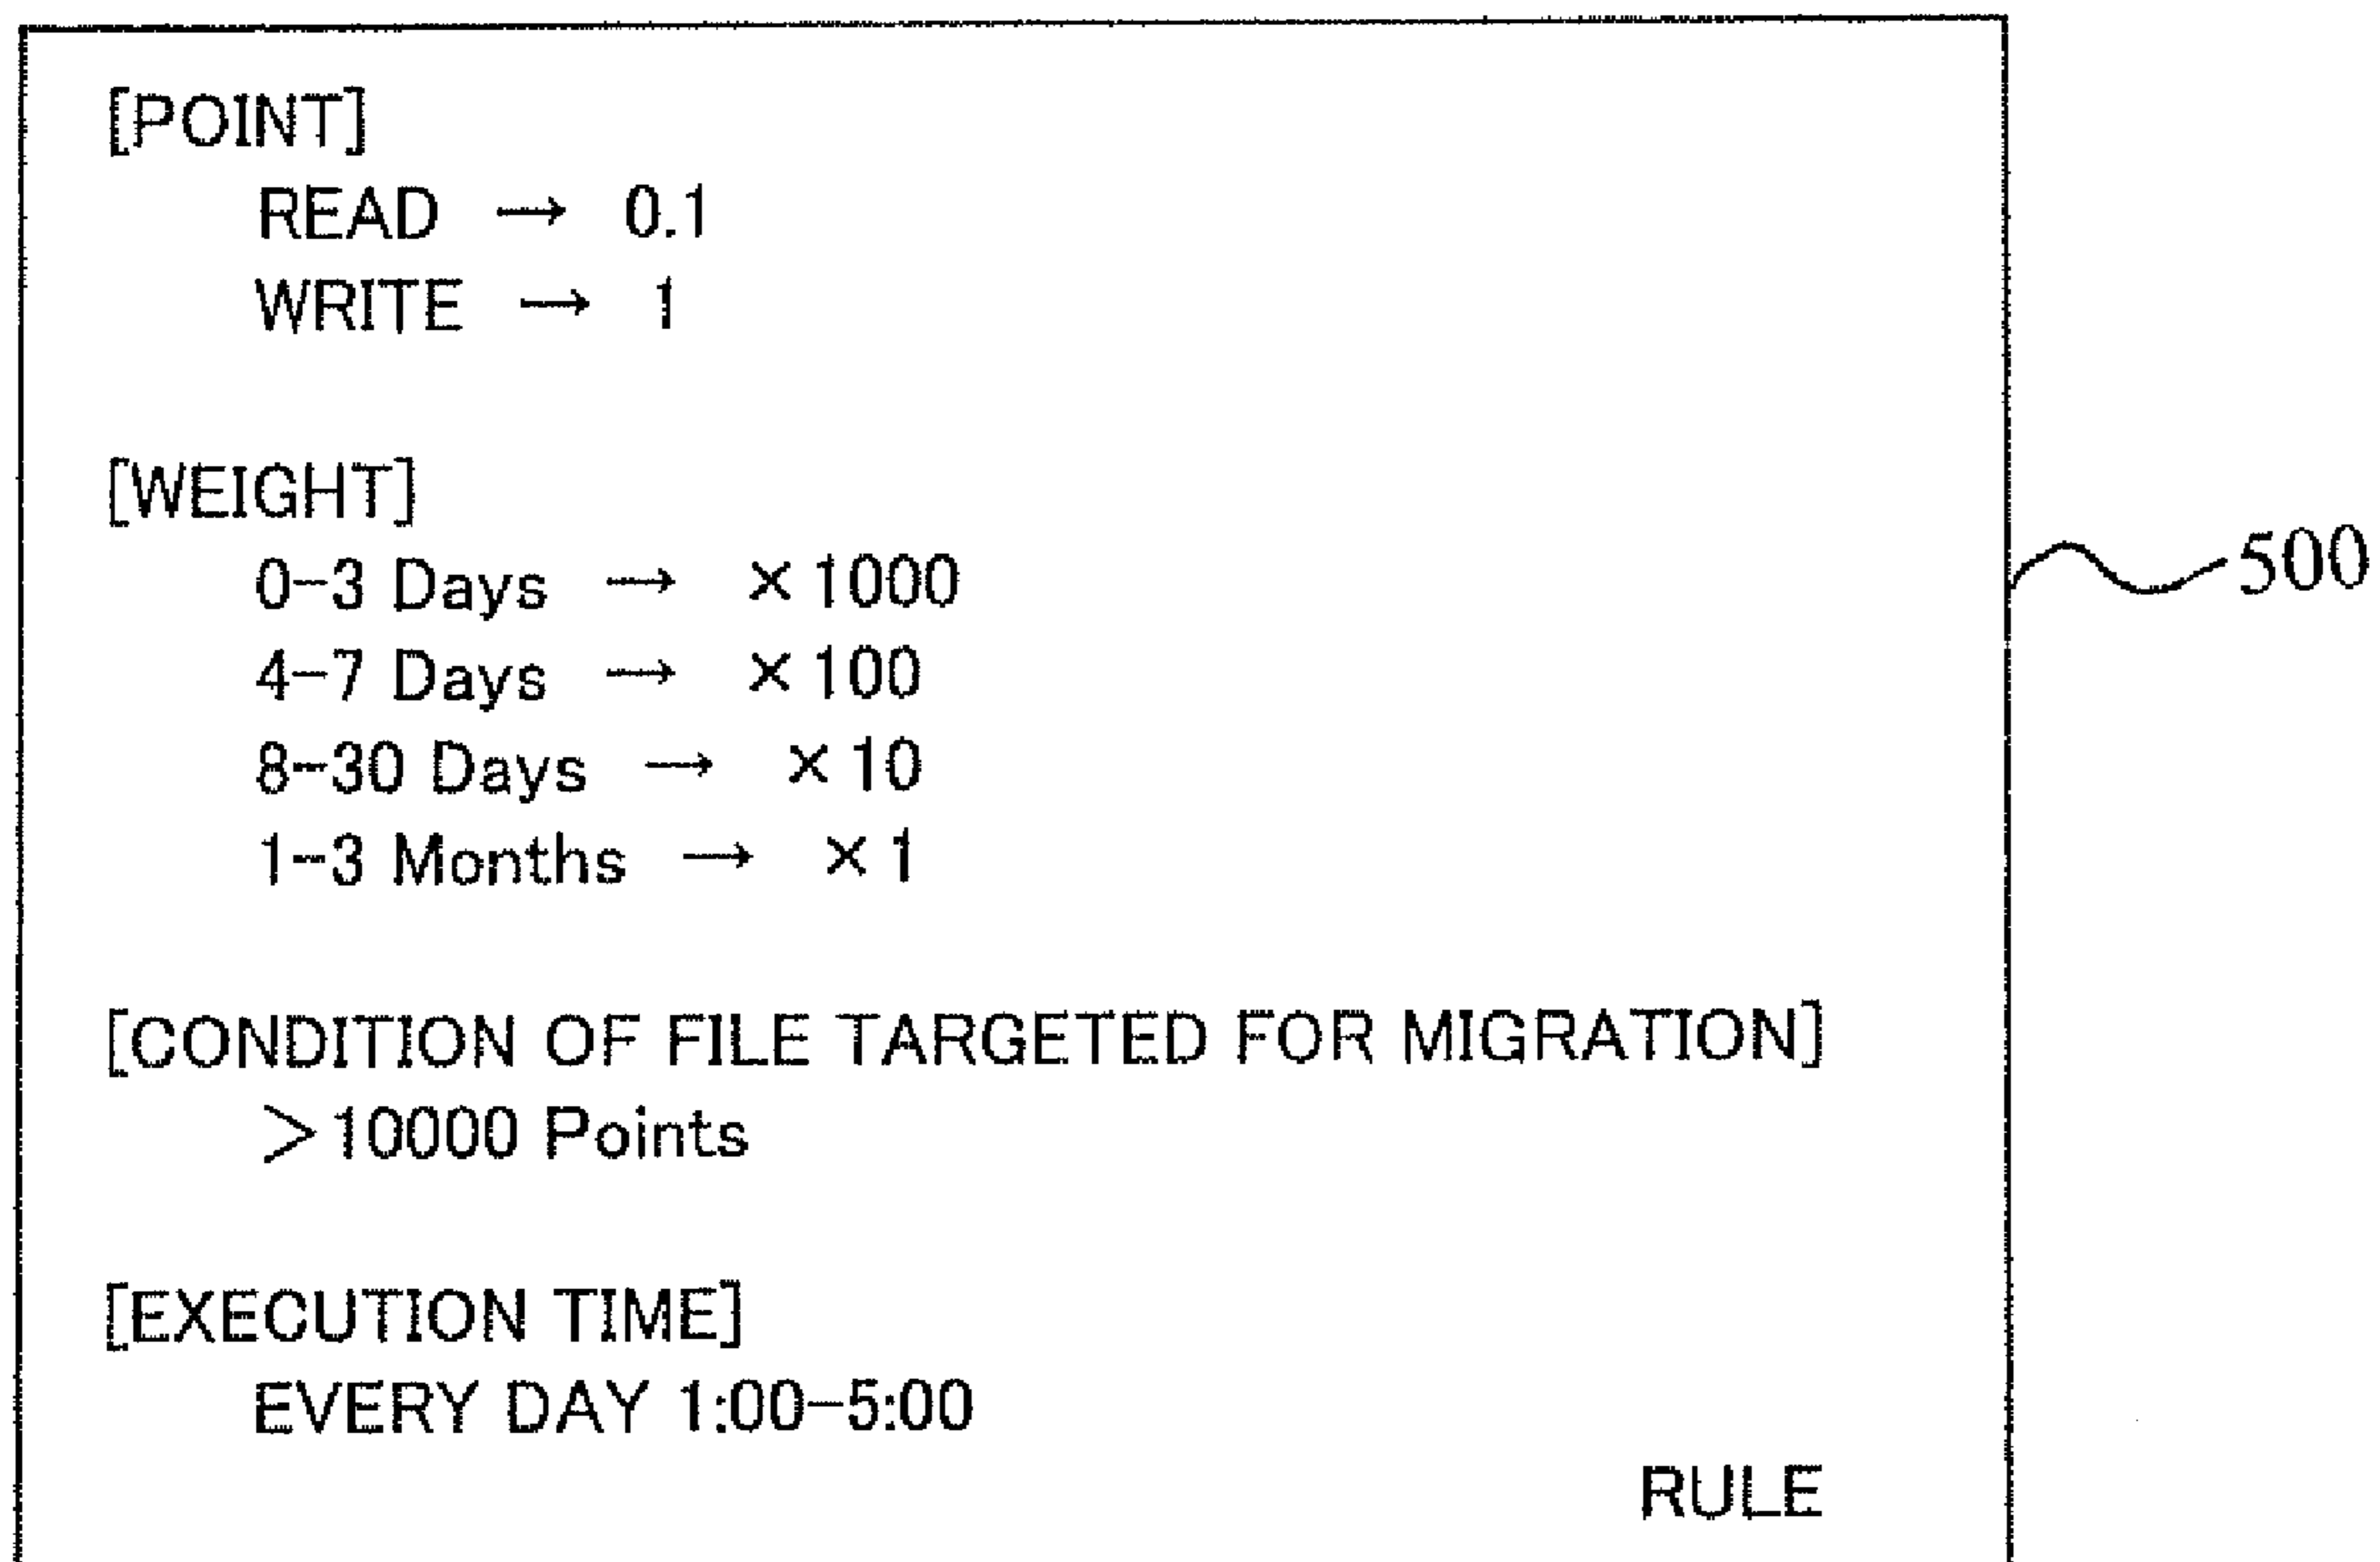 [POINT]
READ → 0.1
WRITE → 1
[WEIGHT]
0-3 Days → ×1000
4-7 Days → ×100
8-30 Days → ×10
1-3 Months → ×1
[CONDITION OF FILE TARGETED FOR MIGRATION]
>10000 Points
[EXECUTION TIME]
EVERY DAY 1:00-5:00
RULE
500